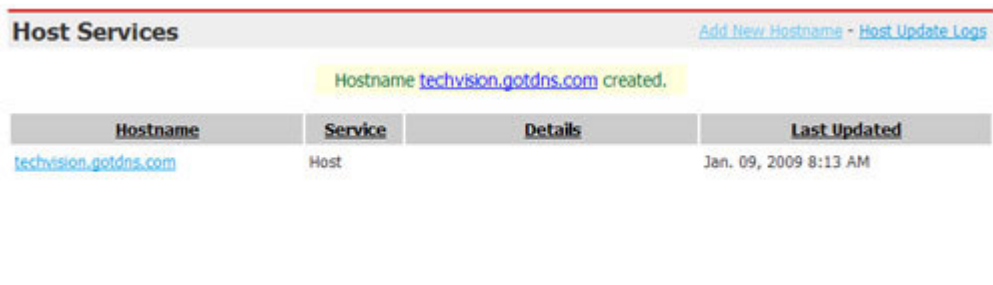 Host Services
Add New Hostname - Host Update Logs
Hostname techvision.gotdns.com created.
Hostname Service Details Last Updated
techvision.gotdns.com Host Jan. 09, 2009 8:13 AM